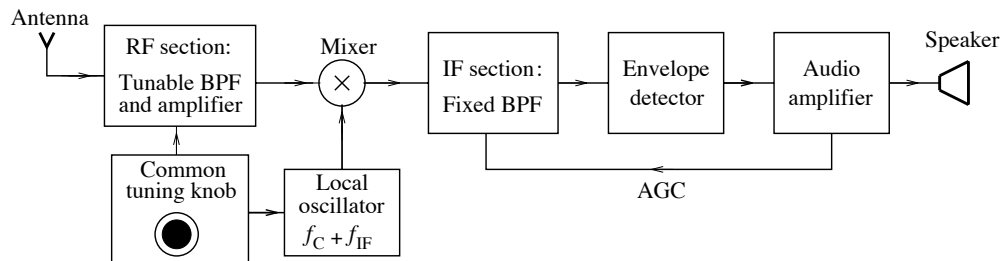 Antenna
RF section:
Tunable BPF
and amplifier
Mixer
×
IF section:
Fixed BPF
Envelope
detector
Audio
amplifier
Speaker
Common
tuning knob
Local
oscillator
f_C + f_IF
AGC